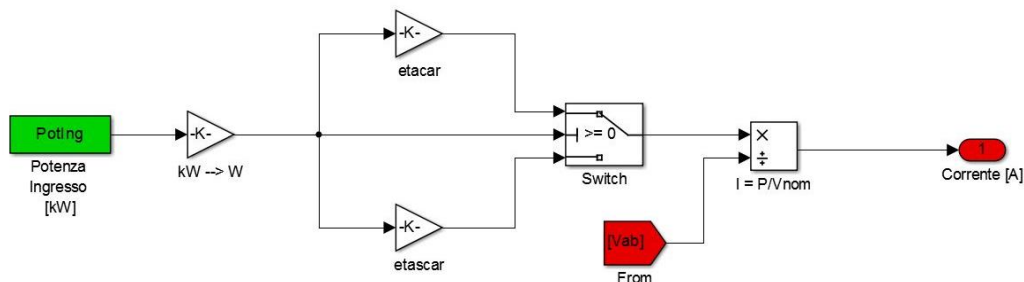 -K-
etacar
PotIng
Potenza
Ingresso
[kW]
-K-
kW --> W
>= 0
Switch
×
÷
I = P/Vnom
1
Corrente [A]
-K-
etascar
[Vab]
From